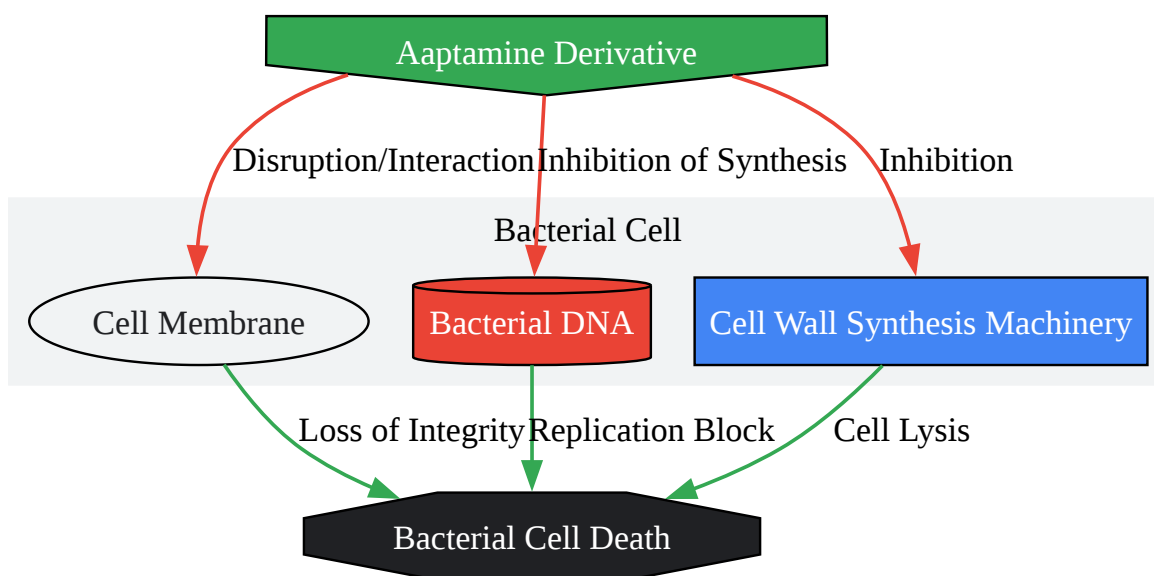 Aaptamine Derivative
Disruption/Interaction
Inhibition of Synthesis
Inhibition
Bacterial Cell
Cell Membrane
Bacterial DNA
Cell Wall Synthesis Machinery
Loss of Integrity
Replication Block
Cell Lysis
Bacterial Cell Death